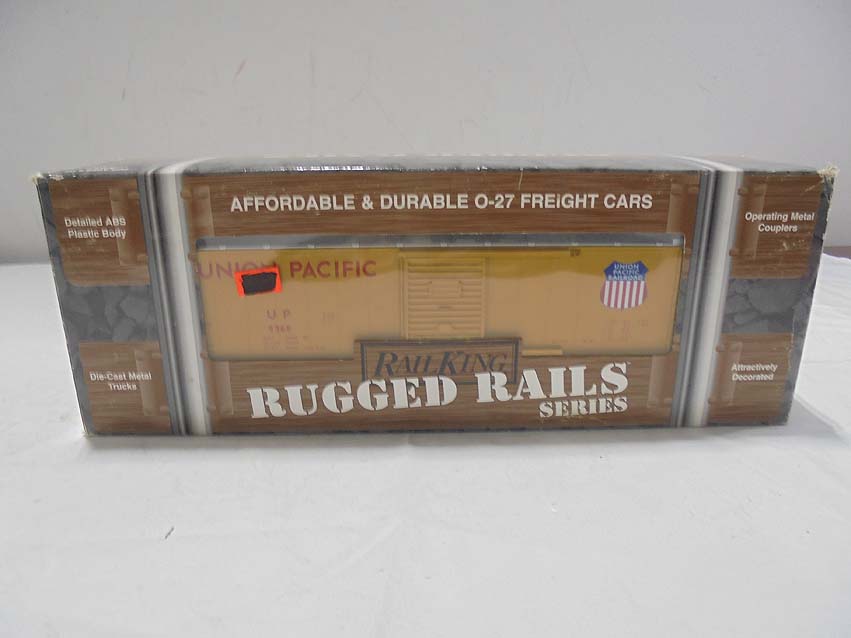 AFFORDABLE & DURABLE O-27 FREIGHT CARS
Detailed ABS
Plastic Body
Operating Metal
Couplers
UNION PACIFIC
UNION
PACIFIC
RAILROAD
U P
Die-Cast Metal
Trucks
RAILKING
Attractively
Decorated
RUGGED RAILS™
SERIES